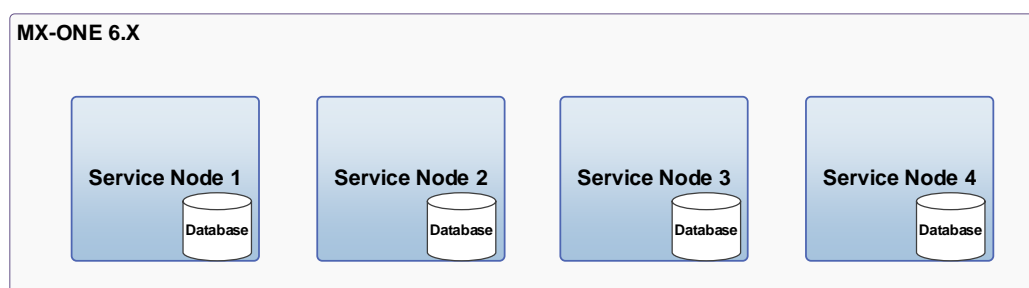 MX-ONE 6.X
Service Node 1
Service Node 2
Service Node 3
Service Node 4
Database
Database
Database
Database